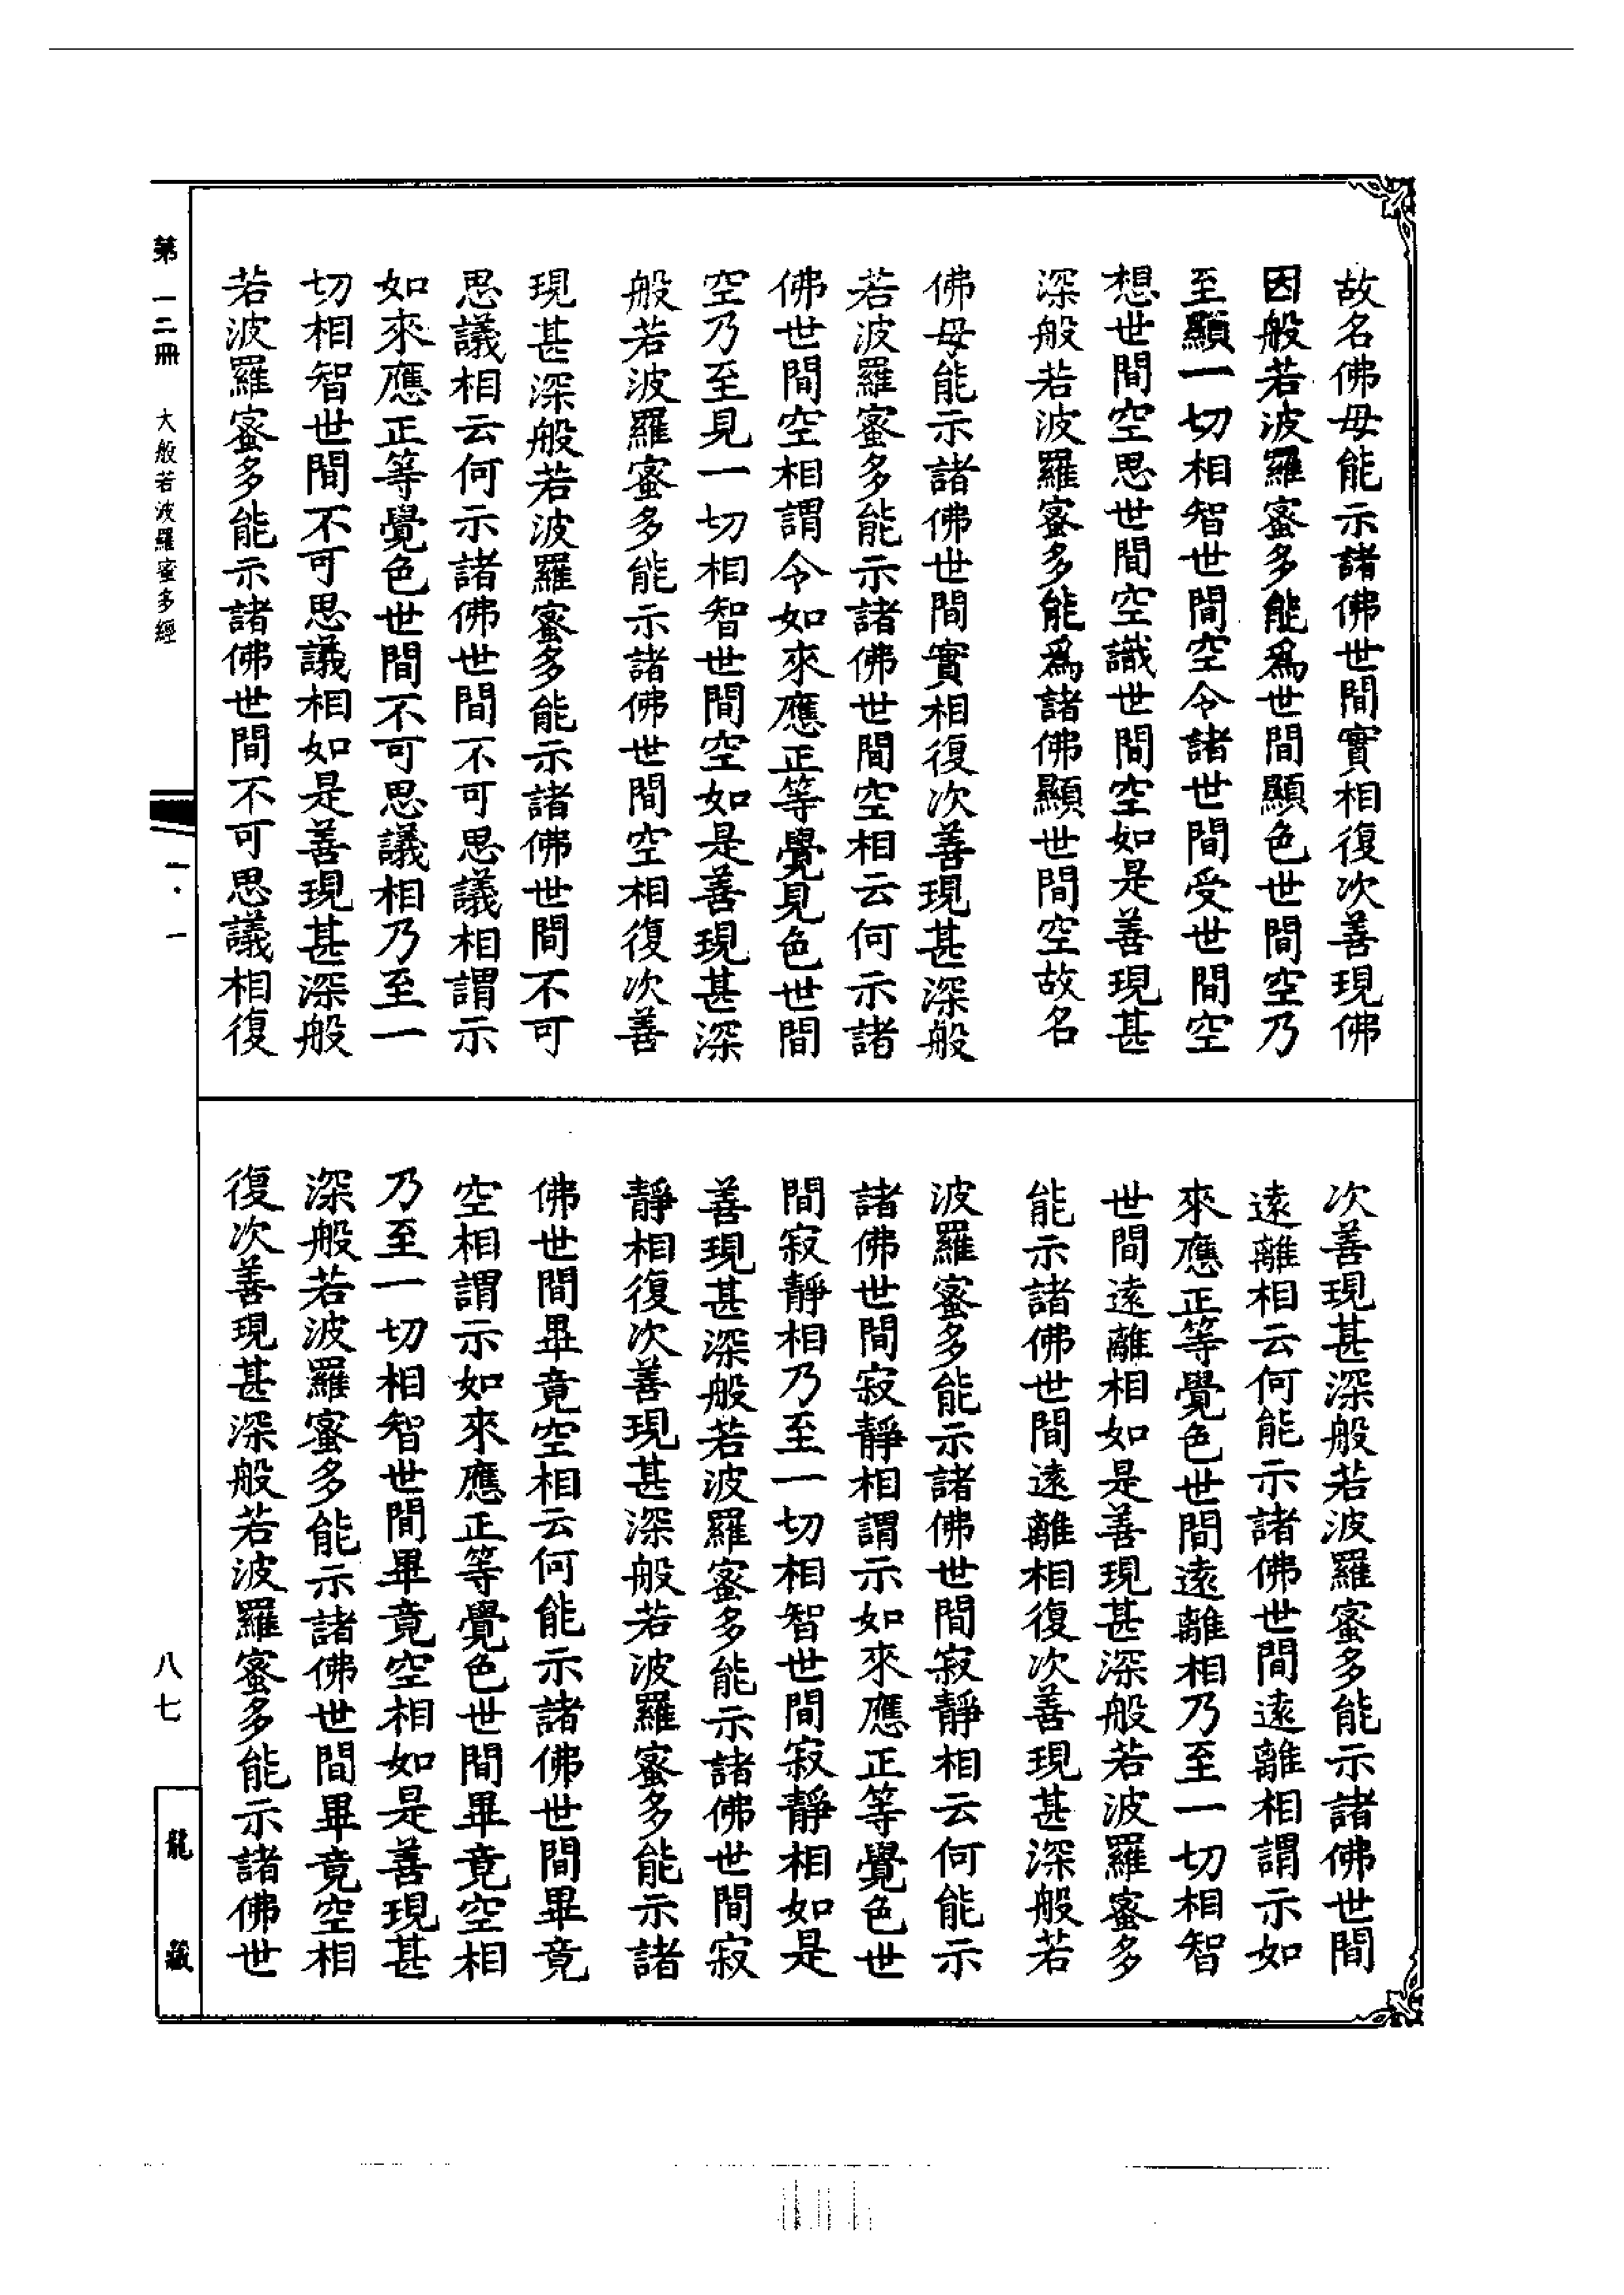 故名佛母能示諸佛世間實相復次善現佛
因般若波羅蜜多能為世間顯色世間空乃
至顯一切相智世間空令諸世間受世間空
想世間空思世間空識世間空如是善現甚
深般若波羅蜜多能為諸佛顯世間空故名
佛母能示諸佛世間實相復次善現甚深般
若波羅蜜多能示諸佛世間空相云何示諸
佛世間空相謂令如來應正等覺見色世間
空乃至見一切相智世間空如是善現甚深
般若波羅蜜多能示諸佛世間空相復次善
現甚深般若波羅蜜多能示諸佛世間不可
思議相云何示諸佛世間不可思議相謂示
如來應正等覺色世間不可思議相乃至一
切相智世間不可思議相如是善現甚深般
若波羅蜜多能示諸佛世間不可思議相復
次善現甚深般若波羅蜜多能示諸佛世間
遠離相云何能示諸佛世間遠離相謂示如
來應正等覺色世間遠離相乃至一切相智
世間遠離相如是善現甚深般若波羅蜜多
能示諸佛世間遠離相復次善現甚深般若
波羅蜜多能示諸佛世間寂靜相云何能示
諸佛世間寂靜相謂示如來應正等覺色世
間寂靜相乃至一切相智世間寂靜相如是
善現甚深般若波羅蜜多能示諸佛世間寂
靜相復次善現甚深般若波羅蜜多能示諸
佛世間畢竟空相云何能示諸佛世間畢竟
空相謂示如來應正等覺色世間畢竟空相
乃至一切相智世間畢竟空相如是善現甚
深般若波羅蜜多能示諸佛世間畢竟空相
復次善現甚深般若波羅蜜多能示諸佛世
第一二冊 大般若波羅蜜多經
一·一
八七
龍藏